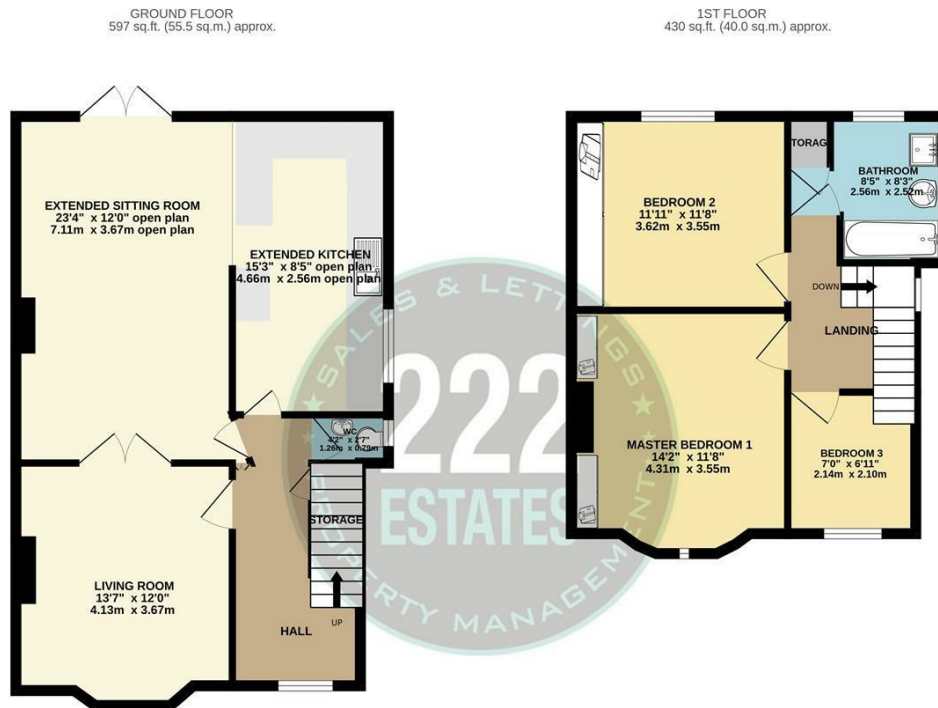 GROUND FLOOR
597 sq.ft. (55.5 sq.m.) approx.
1ST FLOOR
430 sq.ft. (40.0 sq.m.) approx.
EXTENDED SITTING ROOM
23'4" x 12'0" open plan
7.11m x 3.67m open plan
EXTENDED KITCHEN
15'3" x 8'5" open plan
4.66m x 2.56m open plan
WC
4'2" x 2'7"
1.26m x 0.79m
STORAGE
LIVING ROOM
13'7" x 12'0"
4.13m x 3.67m
HALL
UP
BEDROOM 2
11'11" x 11'8"
3.62m x 3.55m
TORAG
BATHROOM
8'5" x 8'3"
2.56m x 2.52m
DOWN
LANDING
MASTER BEDROOM 1
14'2" x 11'8"
4.31m x 3.55m
BEDROOM 3
7'0" x 6'11"
2.14m x 2.10m
SALES & LETTINGS
222
ESTATES
PROPERTY MANAGEMENT